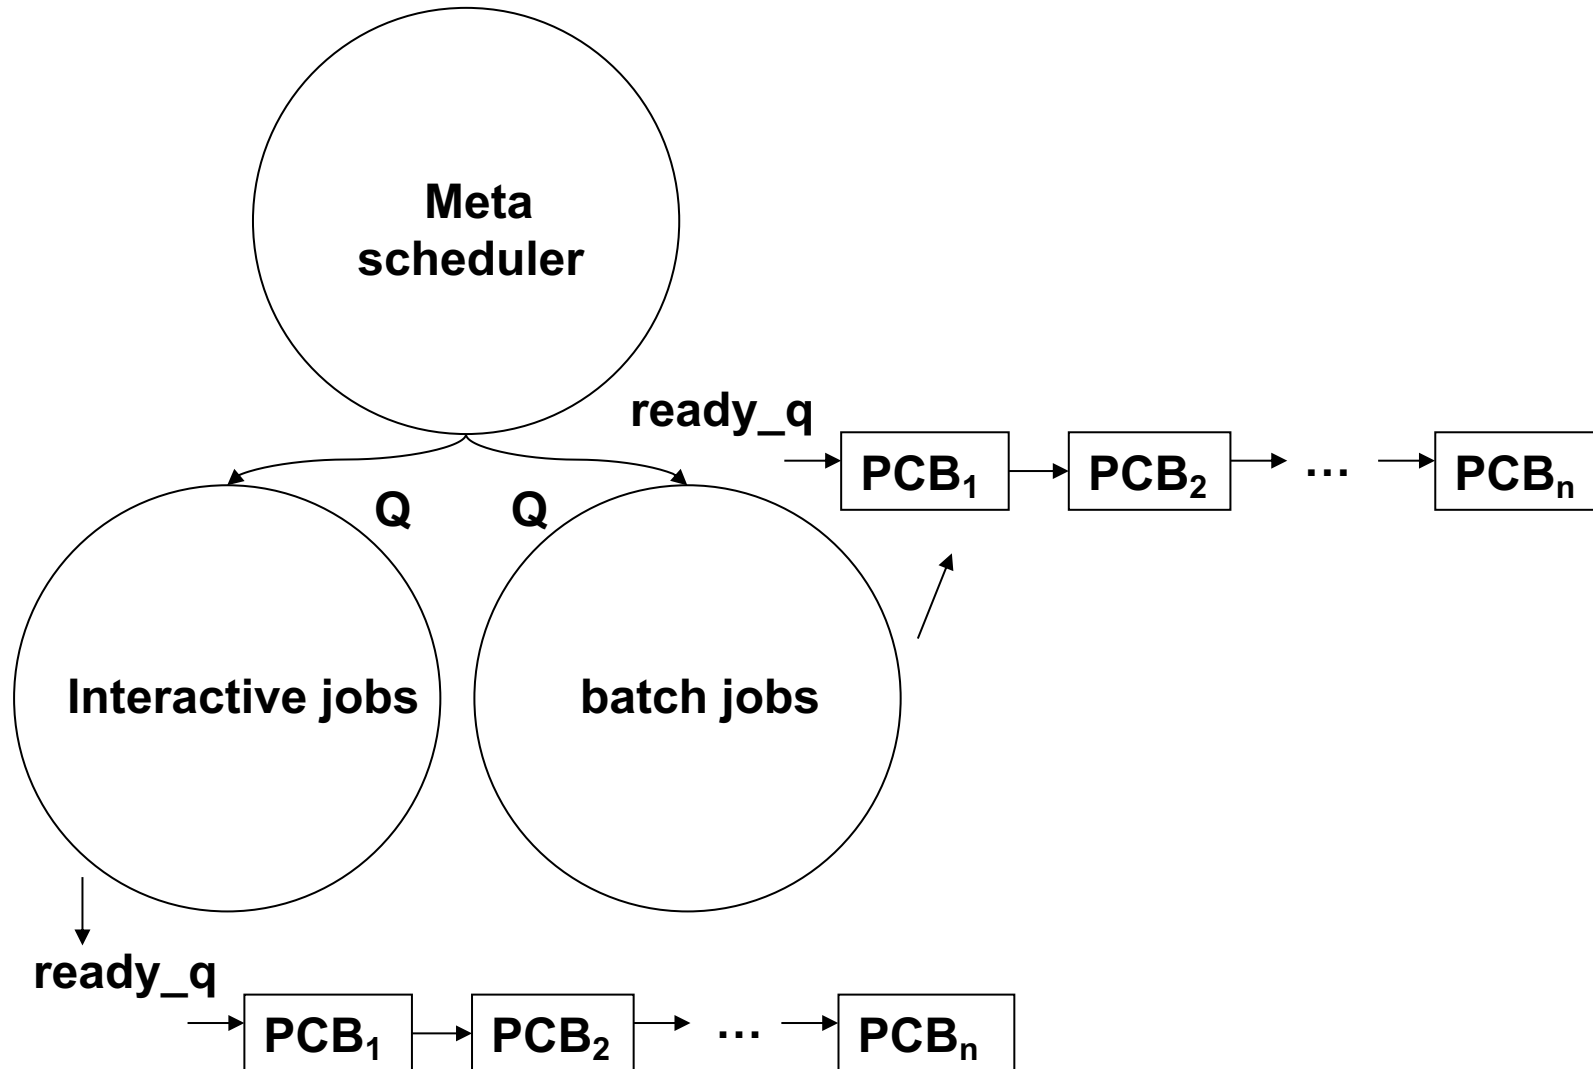 Meta
scheduler
ready_q
PCB₁ PCB₂ ... PCBₙ
Q Q
Interactive jobs
batch jobs
ready_q
PCB₁ PCB₂ ... PCBₙ